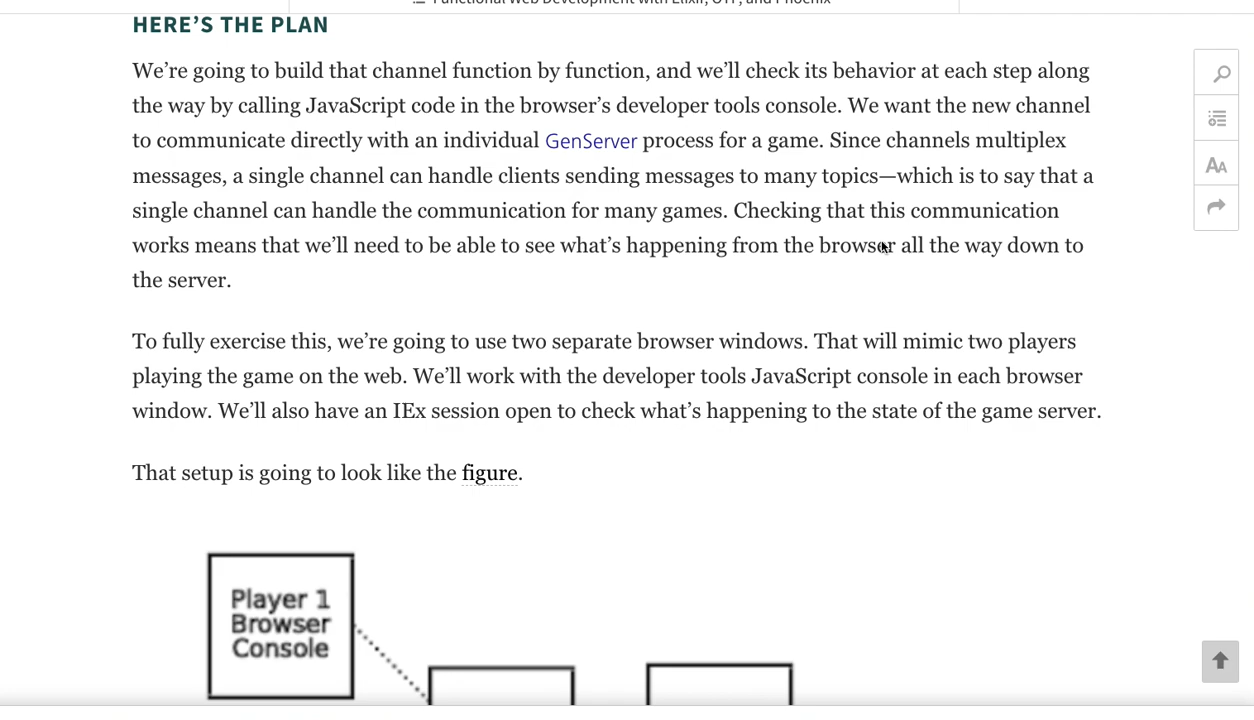 Functional Web Development with Elixir, OTP, and Phoenix
HERE’S THE PLAN
We’re going to build that channel function by function, and we’ll check its behavior at each step along
the way by calling JavaScript code in the browser’s developer tools console. We want the new channel
to communicate directly with an individual GenServer process for a game. Since channels multiplex
messages, a single channel can handle clients sending messages to many topics—which is to say that a
single channel can handle the communication for many games. Checking that this communication
works means that we’ll need to be able to see what’s happening from the browser all the way down to
the server.
To fully exercise this, we’re going to use two separate browser windows. That will mimic two players
playing the game on the web. We’ll work with the developer tools JavaScript console in each browser
window. We’ll also have an IEx session open to check what’s happening to the state of the game server.
That setup is going to look like the figure.
Player 1
Browser
Console
AA